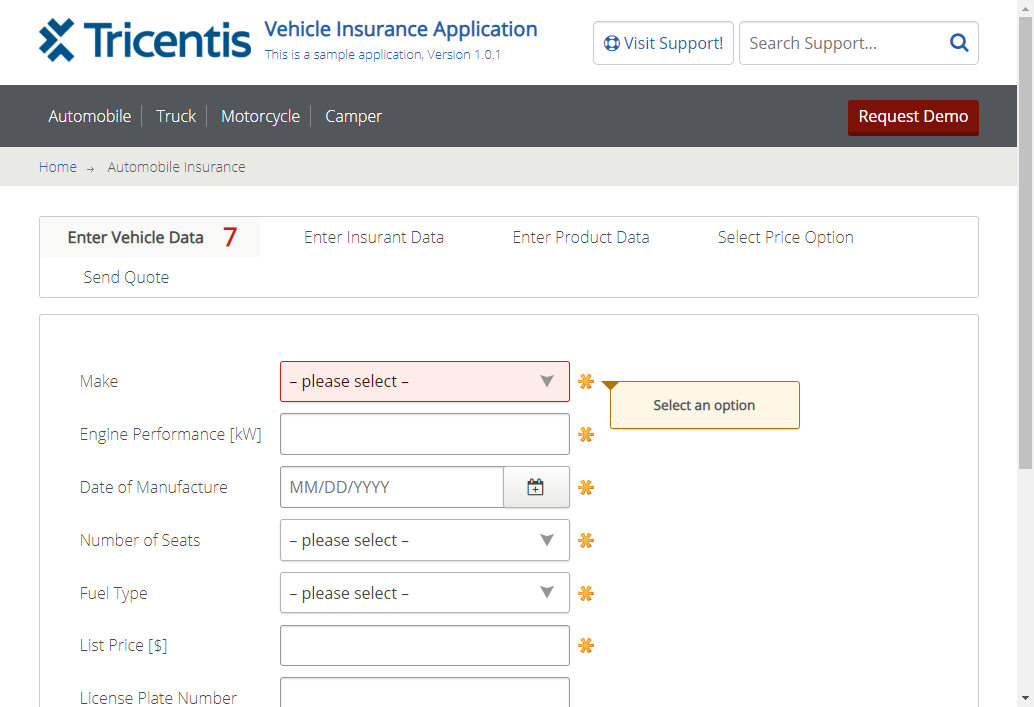 Tricentis
Vehicle Insurance Application
This is a sample application, Version 1.0.1
Visit Support!
Search Support...
Automobile
Truck
Motorcycle
Camper
Request Demo
Home → Automobile Insurance
Enter Vehicle Data 7
Enter Insurant Data
Enter Product Data
Select Price Option
Send Quote
Make
– please select –
Select an option
Engine Performance [kW]
Date of Manufacture
MM/DD/YYYY
Number of Seats
– please select –
Fuel Type
– please select –
List Price [$]
License Plate Number